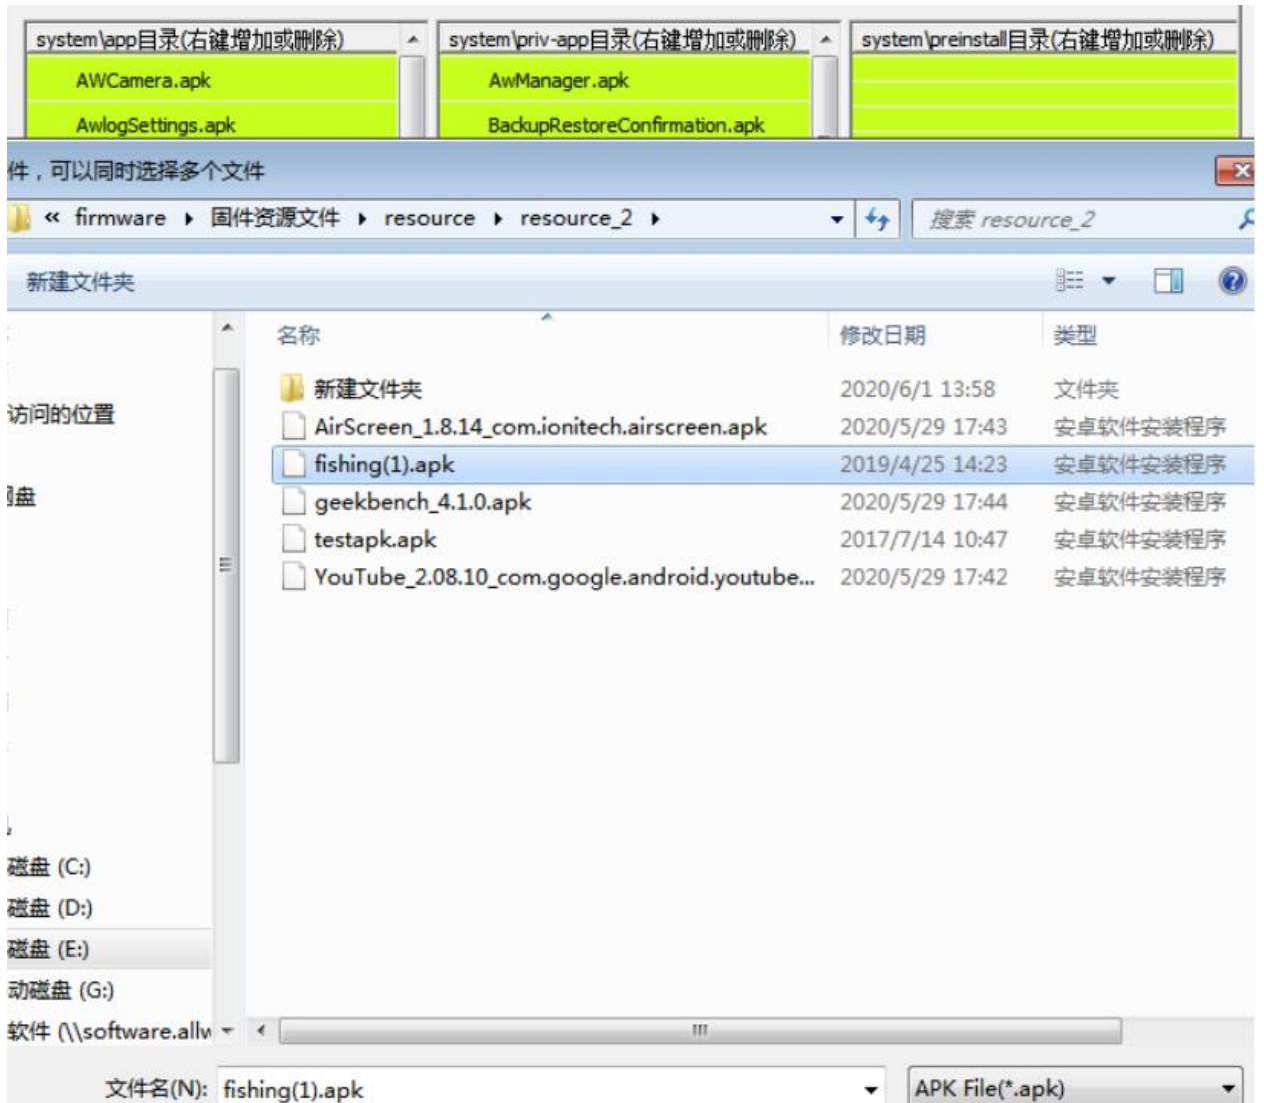 system\app目录(右键增加或删除) system\priv-app目录(右键增加或删除) system\preinstall目录(右键增加或删除)
AWCamera.apk AwManager.apk
AwlogSettings.apk BackupRestoreConfirmation.apk
件，可以同时选择多个文件
« firmware ▸ 固件资源文件 ▸ resource ▸ resource_2 ▸ 搜索 resource_2
新建文件夹
名称 修改日期 类型
新建文件夹 2020/6/1 13:58 文件夹
访问的位置
AirScreen_1.8.14_com.ionitech.airscreen.apk 2020/5/29 17:43 安卓软件安装程序
fishing(1).apk 2019/4/25 14:23 安卓软件安装程序
盘
geekbench_4.1.0.apk 2020/5/29 17:44 安卓软件安装程序
testapk.apk 2017/7/14 10:47 安卓软件安装程序
YouTube_2.08.10_com.google.android.youtube... 2020/5/29 17:42 安卓软件安装程序
磁盘 (C:)
磁盘 (D:)
磁盘 (E:)
动磁盘 (G:)
软件 (\\software.allw
文件名(N): fishing(1).apk APK File(*.apk)